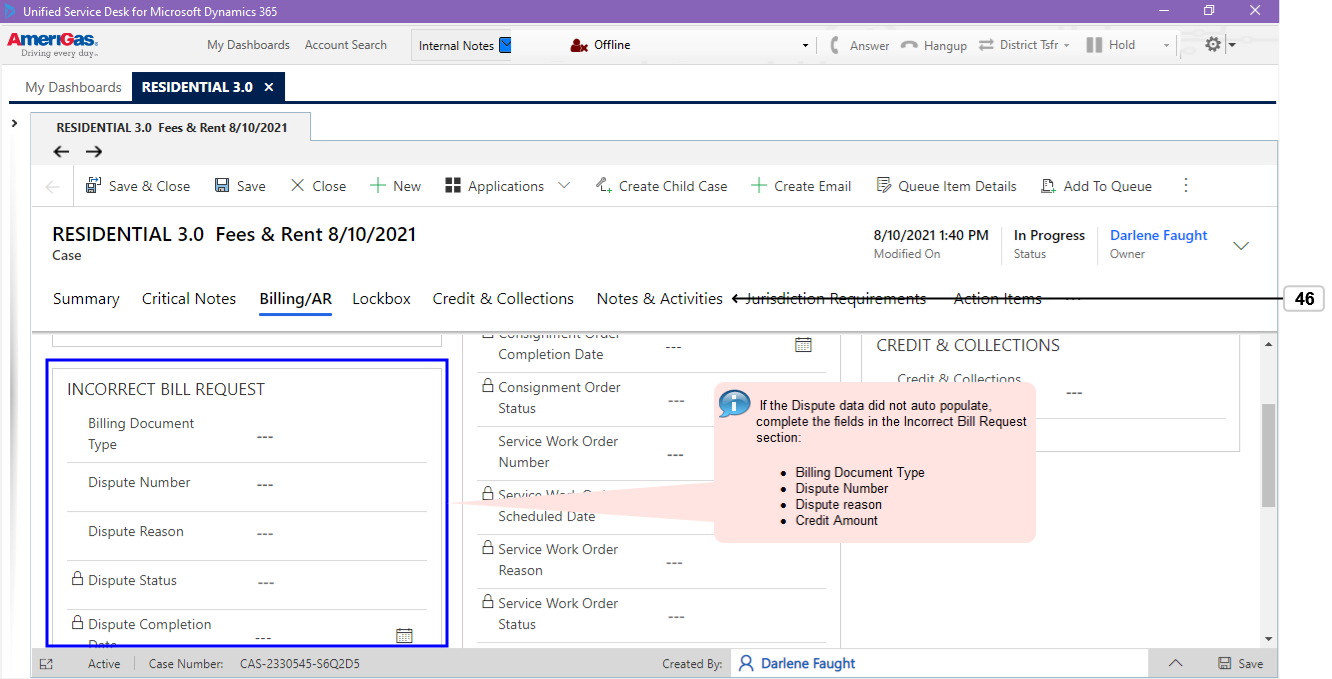 Unified Service Desk for Microsoft Dynamics 365
AmeriGas
Driving every day
My Dashboards Account Search Internal Notes Offline Answer Hangup District Tsfr Hold
My Dashboards RESIDENTIAL 3.0
RESIDENTIAL 3.0 Fees & Rent 8/10/2021
Save & Close Save Close New Applications Create Child Case Create Email Queue Item Details Add To Queue
RESIDENTIAL 3.0 Fees & Rent 8/10/2021
Case
8/10/2021 1:40 PM
Modified On
In Progress
Status
Darlene Faught
Owner
Summary Critical Notes Billing/AR Lockbox Credit & Collections Notes & Activities Jurisdiction Requirements Action Items ...
46
INCORRECT BILL REQUEST
Billing Document
Type ---
Dispute Number ---
Dispute Reason ---
Dispute Status ---
Dispute Completion
Date ---
Consignment Order
Completion Date ---
Consignment Order
Status ---
Service Work Order
Number ---
Service Work Order
Scheduled Date
Service Work Order
Reason ---
Service Work Order
Status ---
CREDIT & COLLECTIONS
Credit & Collections
---
If the Dispute data did not auto populate,
complete the fields in the Incorrect Bill Request
section:
• Billing Document Type
• Dispute Number
• Dispute reason
• Credit Amount
Active Case Number: CAS-2330545-S6Q2D5 Created By: Darlene Faught Save